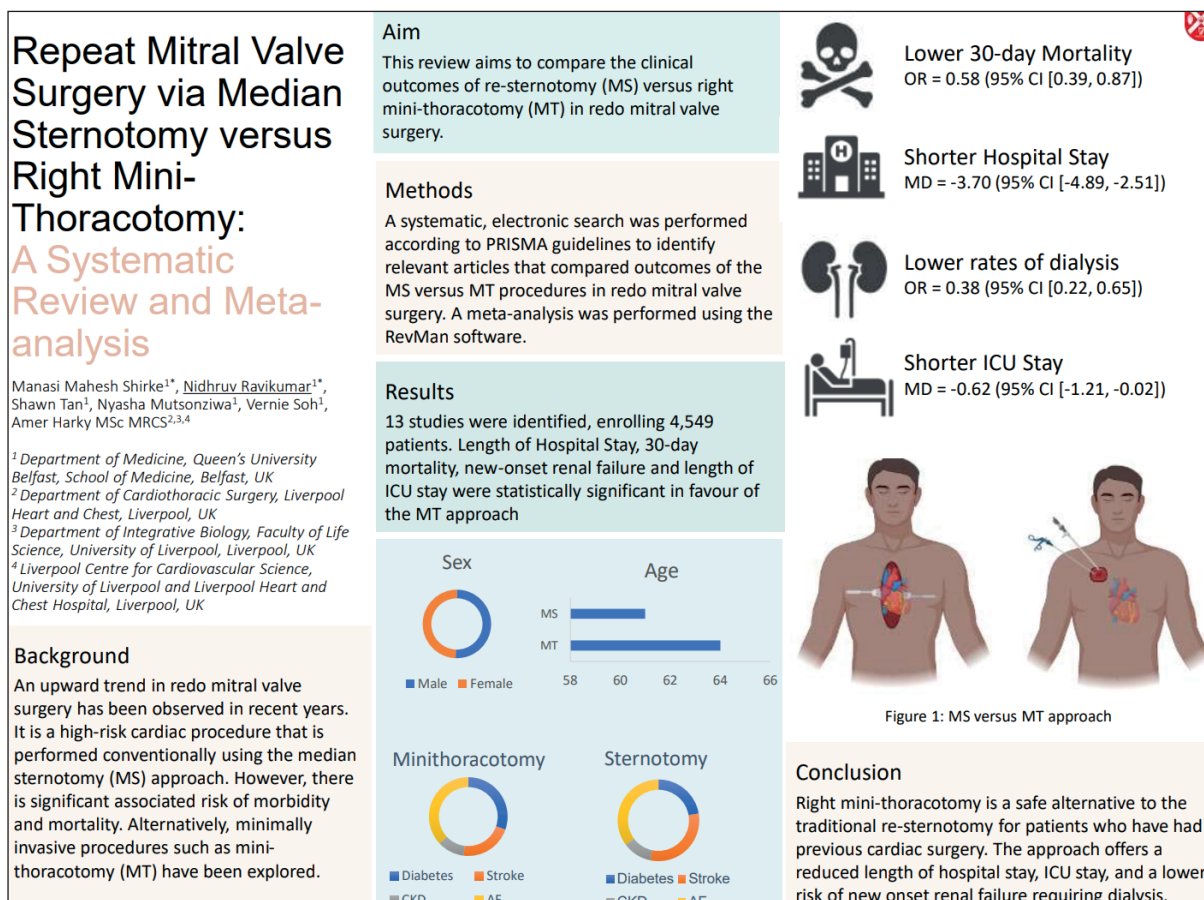 Repeat Mitral Valve
Surgery via Median
Sternotomy versus
Right Mini-
Thoracotomy:
A Systematic
Review and Meta-
analysis
Manasi Mahesh Shirke1*, Nidhruv Ravikumar1*,
Shawn Tan1, Nyasha Mutsonziwa1, Vernie Soh1,
Amer Harky MSc MRCS2,3,4
1 Department of Medicine, Queen's University
Belfast, School of Medicine, Belfast, UK
2 Department of Cardiothoracic Surgery, Liverpool
Heart and Chest, Liverpool, UK
3 Department of Integrative Biology, Faculty of Life
Science, University of Liverpool, Liverpool, UK
4 Liverpool Centre for Cardiovascular Science,
University of Liverpool and Liverpool Heart and
Chest Hospital, Liverpool, UK
Background
An upward trend in redo mitral valve
surgery has been observed in recent years.
It is a high-risk cardiac procedure that is
performed conventionally using the median
sternotomy (MS) approach. However, there
is significant associated risk of morbidity
and mortality. Alternatively, minimally
invasive procedures such as mini-
thoracotomy (MT) have been explored.
Aim
This review aims to compare the clinical
outcomes of re-sternotomy (MS) versus right
mini-thoracotomy (MT) in redo mitral valve
surgery.
Methods
A systematic, electronic search was performed
according to PRISMA guidelines to identify
relevant articles that compared outcomes of the
MS versus MT procedures in redo mitral valve
surgery. A meta-analysis was performed using the
RevMan software.
Results
13 studies were identified, enrolling 4,549
patients. Length of Hospital Stay, 30-day
mortality, new-onset renal failure and length of
ICU stay were statistically significant in favour of
the MT approach
Sex
Male Female
Age
MS
MT
58 60 62 64 66
Minithoracotomy
Diabetes Stroke
CKD AF
Sternotomy
Diabetes Stroke
CKD AF
Lower 30-day Mortality
OR = 0.58 (95% CI [0.39, 0.87])
H
Shorter Hospital Stay
MD = -3.70 (95% CI [-4.89, -2.51])
Lower rates of dialysis
OR = 0.38 (95% CI [0.22, 0.65])
Shorter ICU Stay
MD = -0.62 (95% CI [-1.21, -0.02])
Figure 1: MS versus MT approach
Conclusion
Right mini-thoracotomy is a safe alternative to the
traditional re-sternotomy for patients who have had
previous cardiac surgery. The approach offers a
reduced length of hospital stay, ICU stay, and a lower
risk of new onset renal failure requiring dialysis.